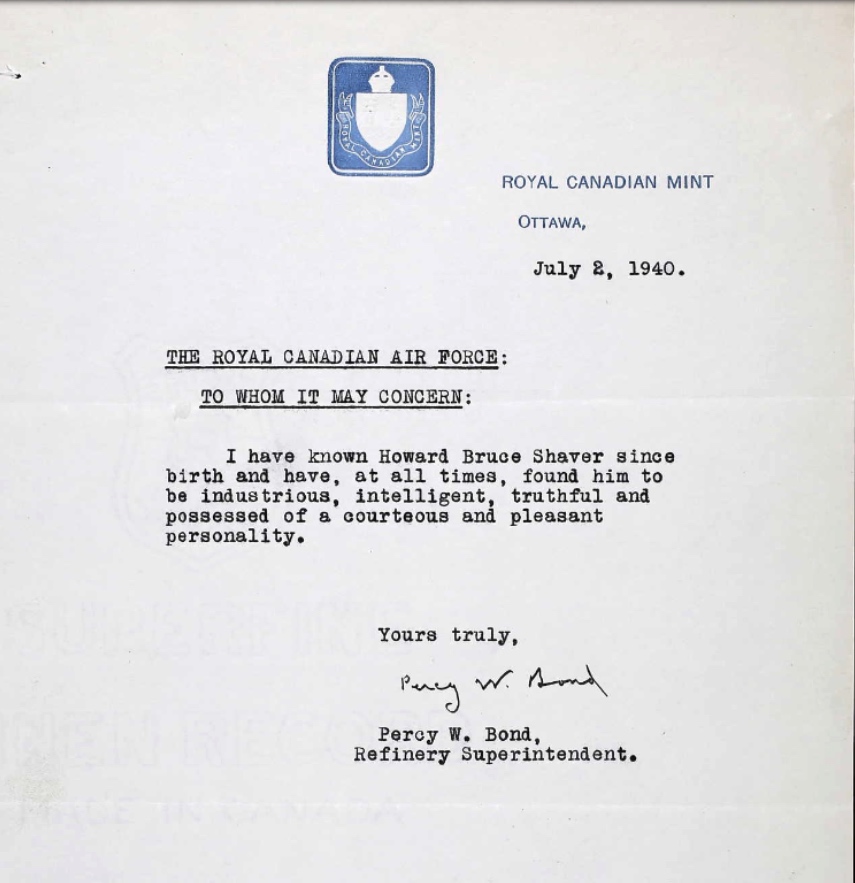 ROYAL CANADIAN MINT
ROYAL CANADIAN MINT
OTTAWA,
July 2, 1940.
THE ROYAL CANADIAN AIR FORCE:
TO WHOM IT MAY CONCERN:
I have known Howard Bruce Shaver since
birth and have, at all times, found him to
be industrious, intelligent, truthful and
possessed of a courteous and pleasant
personality.
Yours truly,
Percy W. Bond
Percy W. Bond,
Refinery Superintendent.